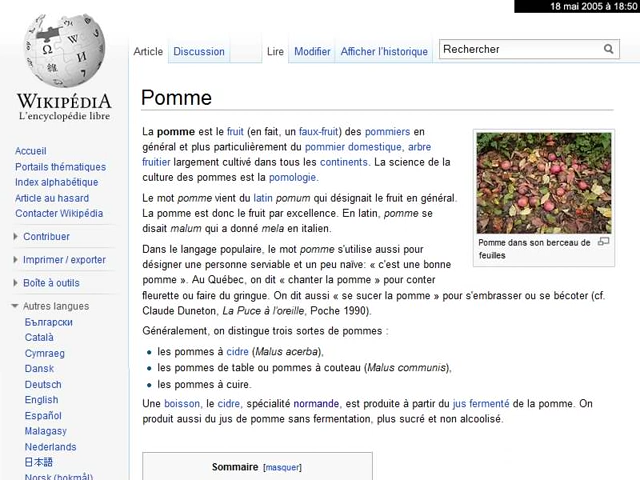 18 mai 2005 à 18:50
WIKIPÉDIA
L'encyclopédie libre
Article Discussion Lire Modifier Afficher l'historique Rechercher
Accueil
Portails thématiques
Index alphabétique
Article au hasard
Contacter Wikipédia
Contribuer
Imprimer / exporter
Boîte à outils
Autres langues
Български
Català
Cymraeg
Dansk
Deutsch
English
Español
Malagasy
Nederlands
日本語
Norsk (bokmål)
Pomme
La pomme est le fruit (en fait, un faux-fruit) des pommiers en
général et plus particulièrement du pommier domestique, arbre
fruitier largement cultivé dans tous les continents. La science de la
culture des pommes est la pomologie.
Le mot pomme vient du latin pomum qui désignait le fruit en général.
La pomme est donc le fruit par excellence. En latin, pomme se
disait malum qui a donné mela en italien.
Dans le langage populaire, le mot pomme s'utilise aussi pour
désigner une personne serviable et un peu naïve: « c'est une bonne
pomme ». Au Québec, on dit « chanter la pomme » pour conter
fleurette ou faire du gringue. On dit aussi « se sucer la pomme » pour s'embrasser ou se bécoter (cf.
Claude Duneton, La Puce à l'oreille, Poche 1990).
Pomme dans son berceau de
feuilles
Généralement, on distingue trois sortes de pommes :
les pommes à cidre (Malus acerba),
les pommes de table ou pommes à couteau (Malus communis),
les pommes à cuire.
Une boisson, le cidre, spécialité normande, est produite à partir du jus fermenté de la pomme. On
produit aussi du jus de pomme sans fermentation, plus sucré et non alcoolisé.
Sommaire [masquer]